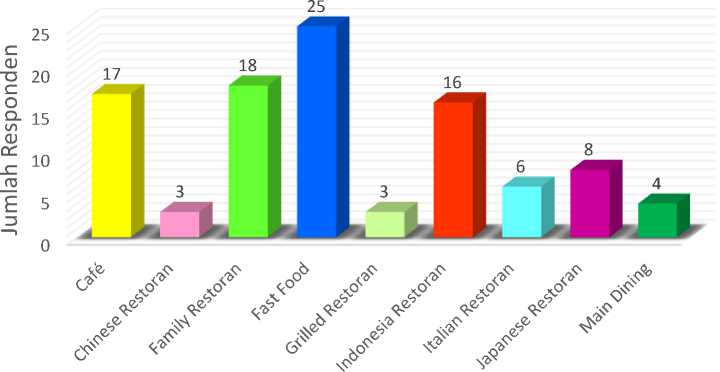 Jumlah Responden
25
20
15
10
5
0
17
3
18
25
3
16
6
8
4
Café
Chinese Restoran
Family Restoran
Fast Food
Grilled Restoran
Indonesia Restoran
Italian Restoran
Japanese Restoran
Main Dining